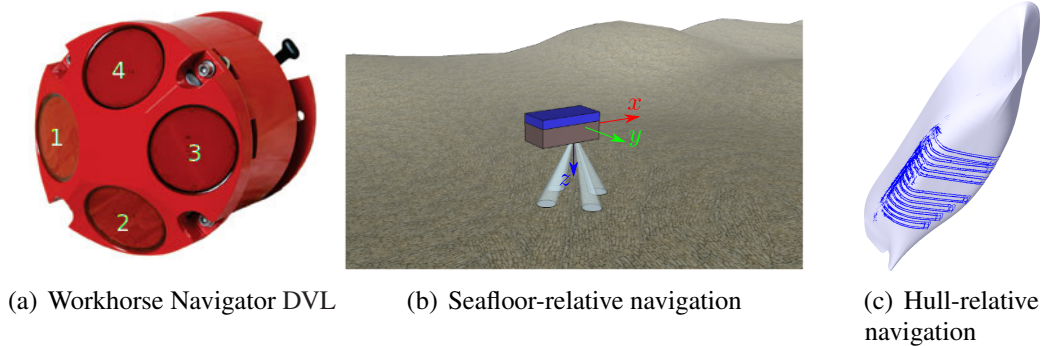 4
1
3
2
x
y
z
(a) Workhorse Navigator DVL
(b) Seafloor-relative navigation
(c) Hull-relative
navigation